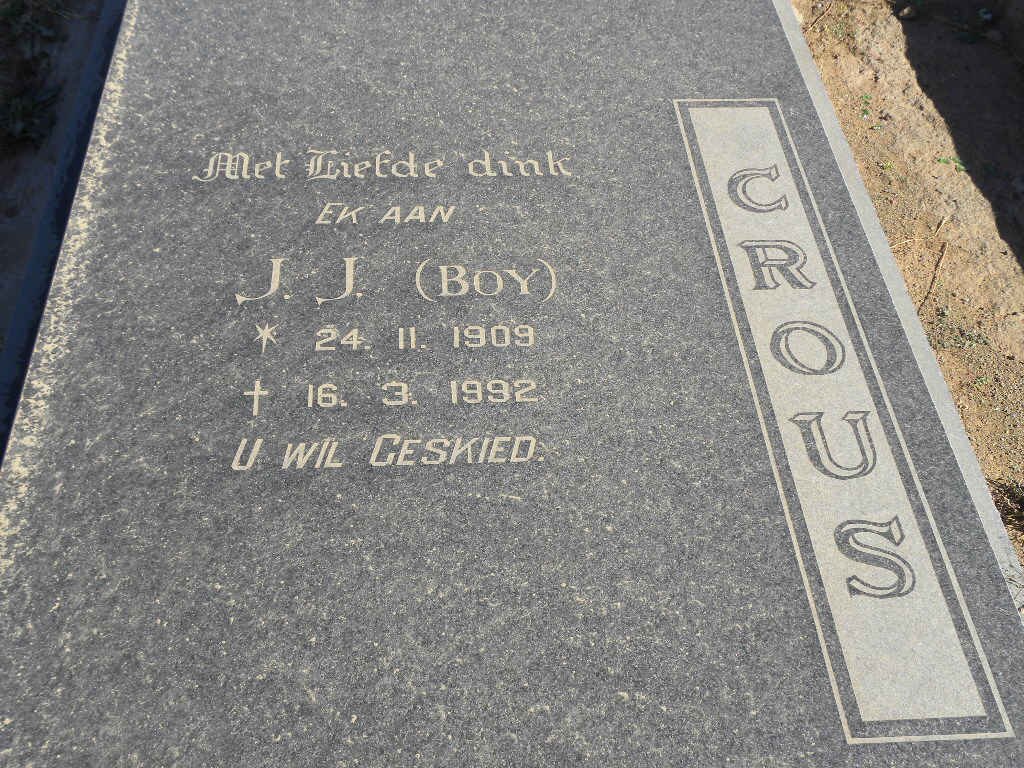 Met Liefde dink
EK AAN
J. J. (BOY)
* 24. 11. 1909
† 16. 3. 1992
U WIL GESKIED.
CROUS